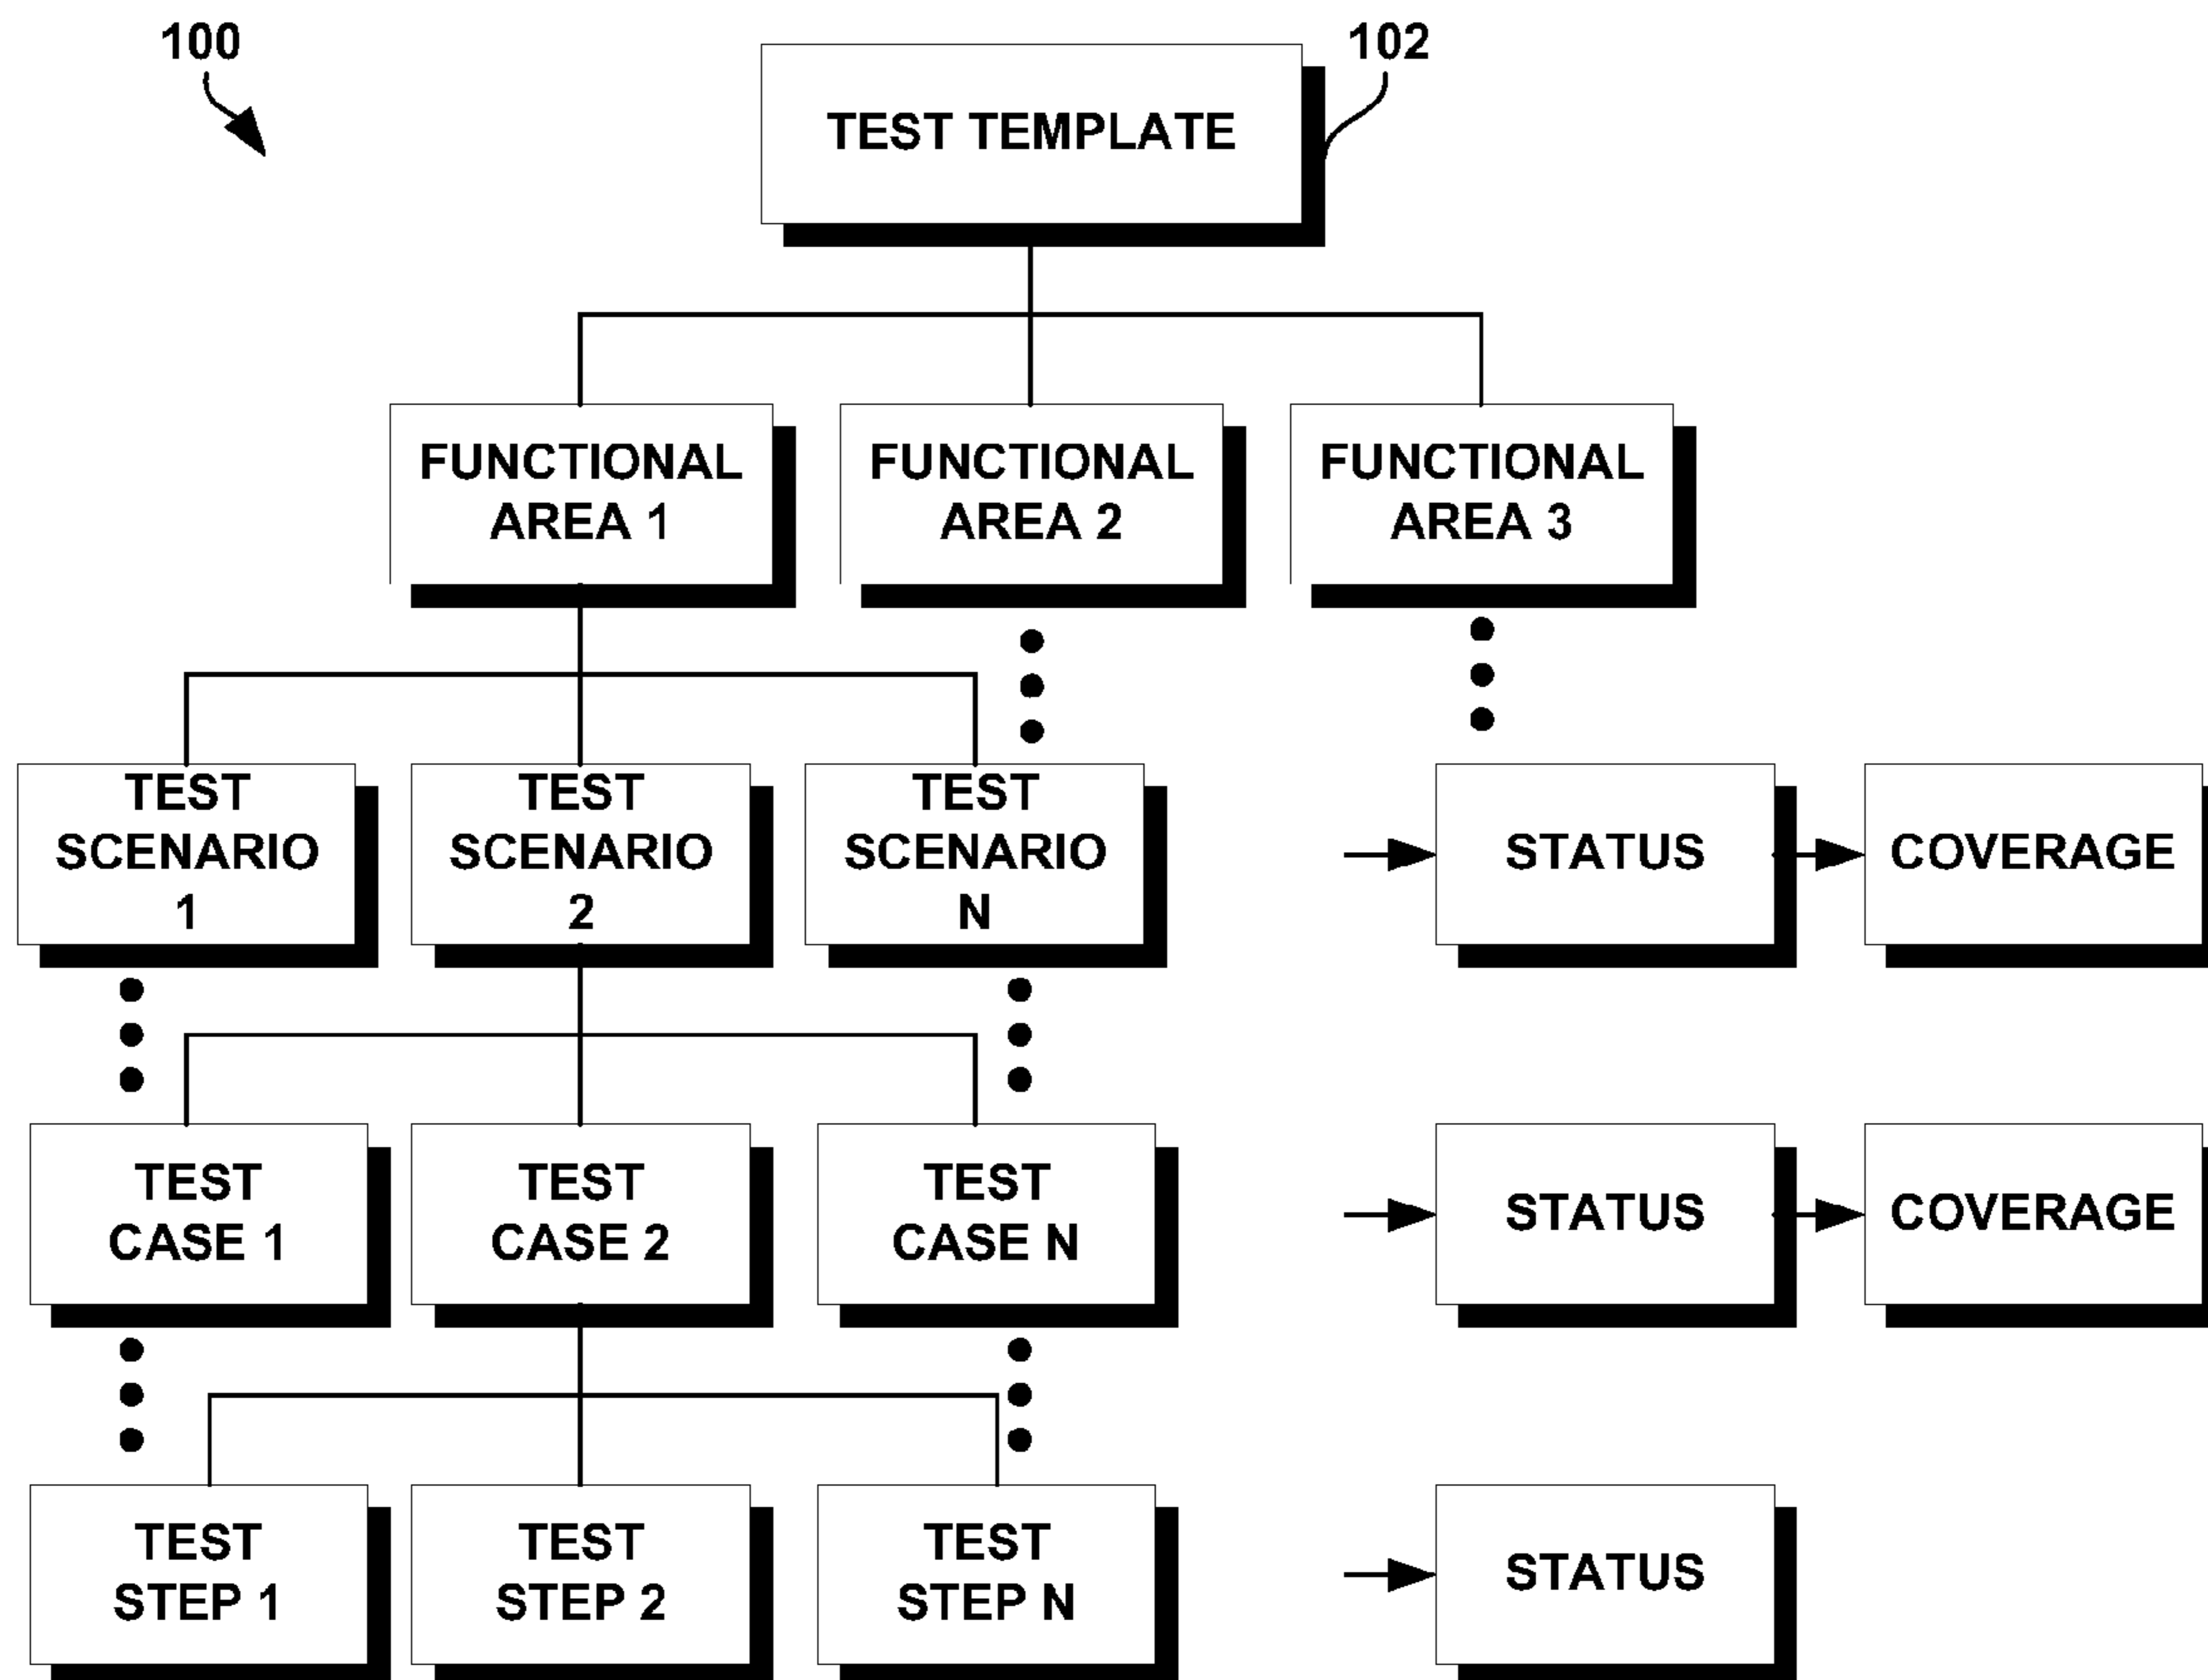 100
102
TEST TEMPLATE
FUNCTIONAL
AREA 1
FUNCTIONAL
AREA 2
FUNCTIONAL
AREA 3
TEST
SCENARIO
1
TEST
SCENARIO
2
TEST
SCENARIO
N
STATUS
COVERAGE
TEST
CASE 1
TEST
CASE 2
TEST
CASE N
STATUS
COVERAGE
TEST
STEP 1
TEST
STEP 2
TEST
STEP N
STATUS